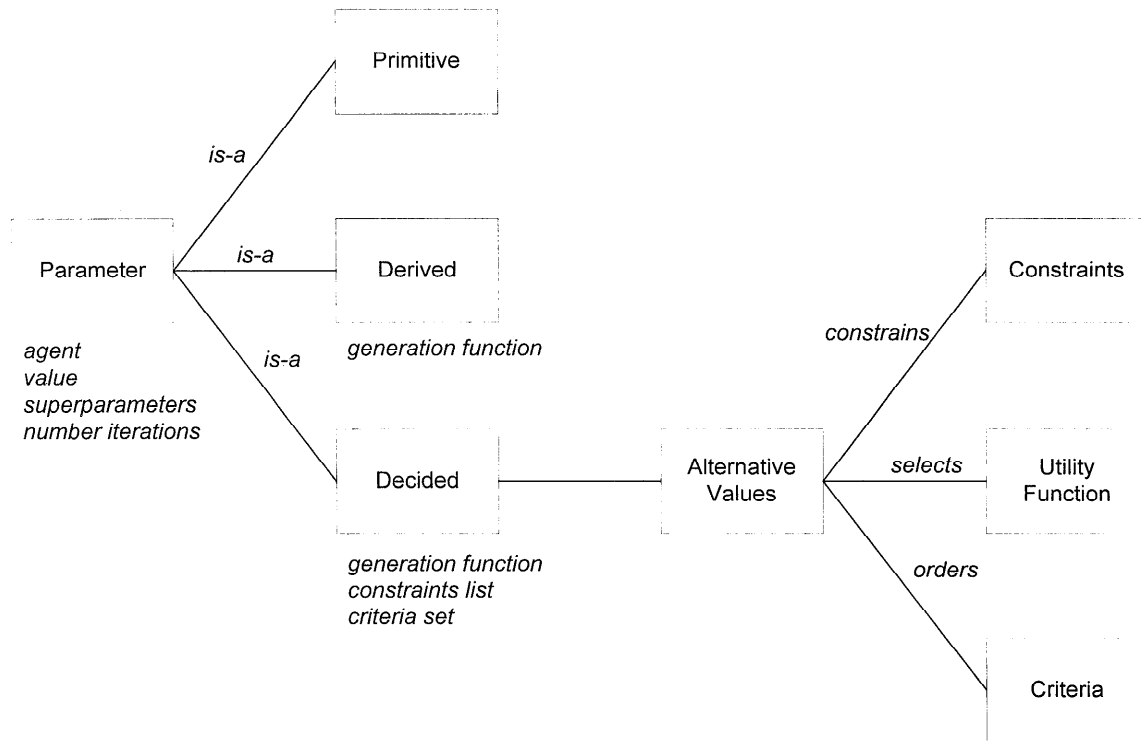 Primitive
is-a
Parameter
is-a
Derived
Constraints
agent
value
superparameters
number iterations
is-a
generation function
constrains
Decided
Alternative
Values
selects
Utility
Function
generation function
constraints list
criteria set
orders
Criteria